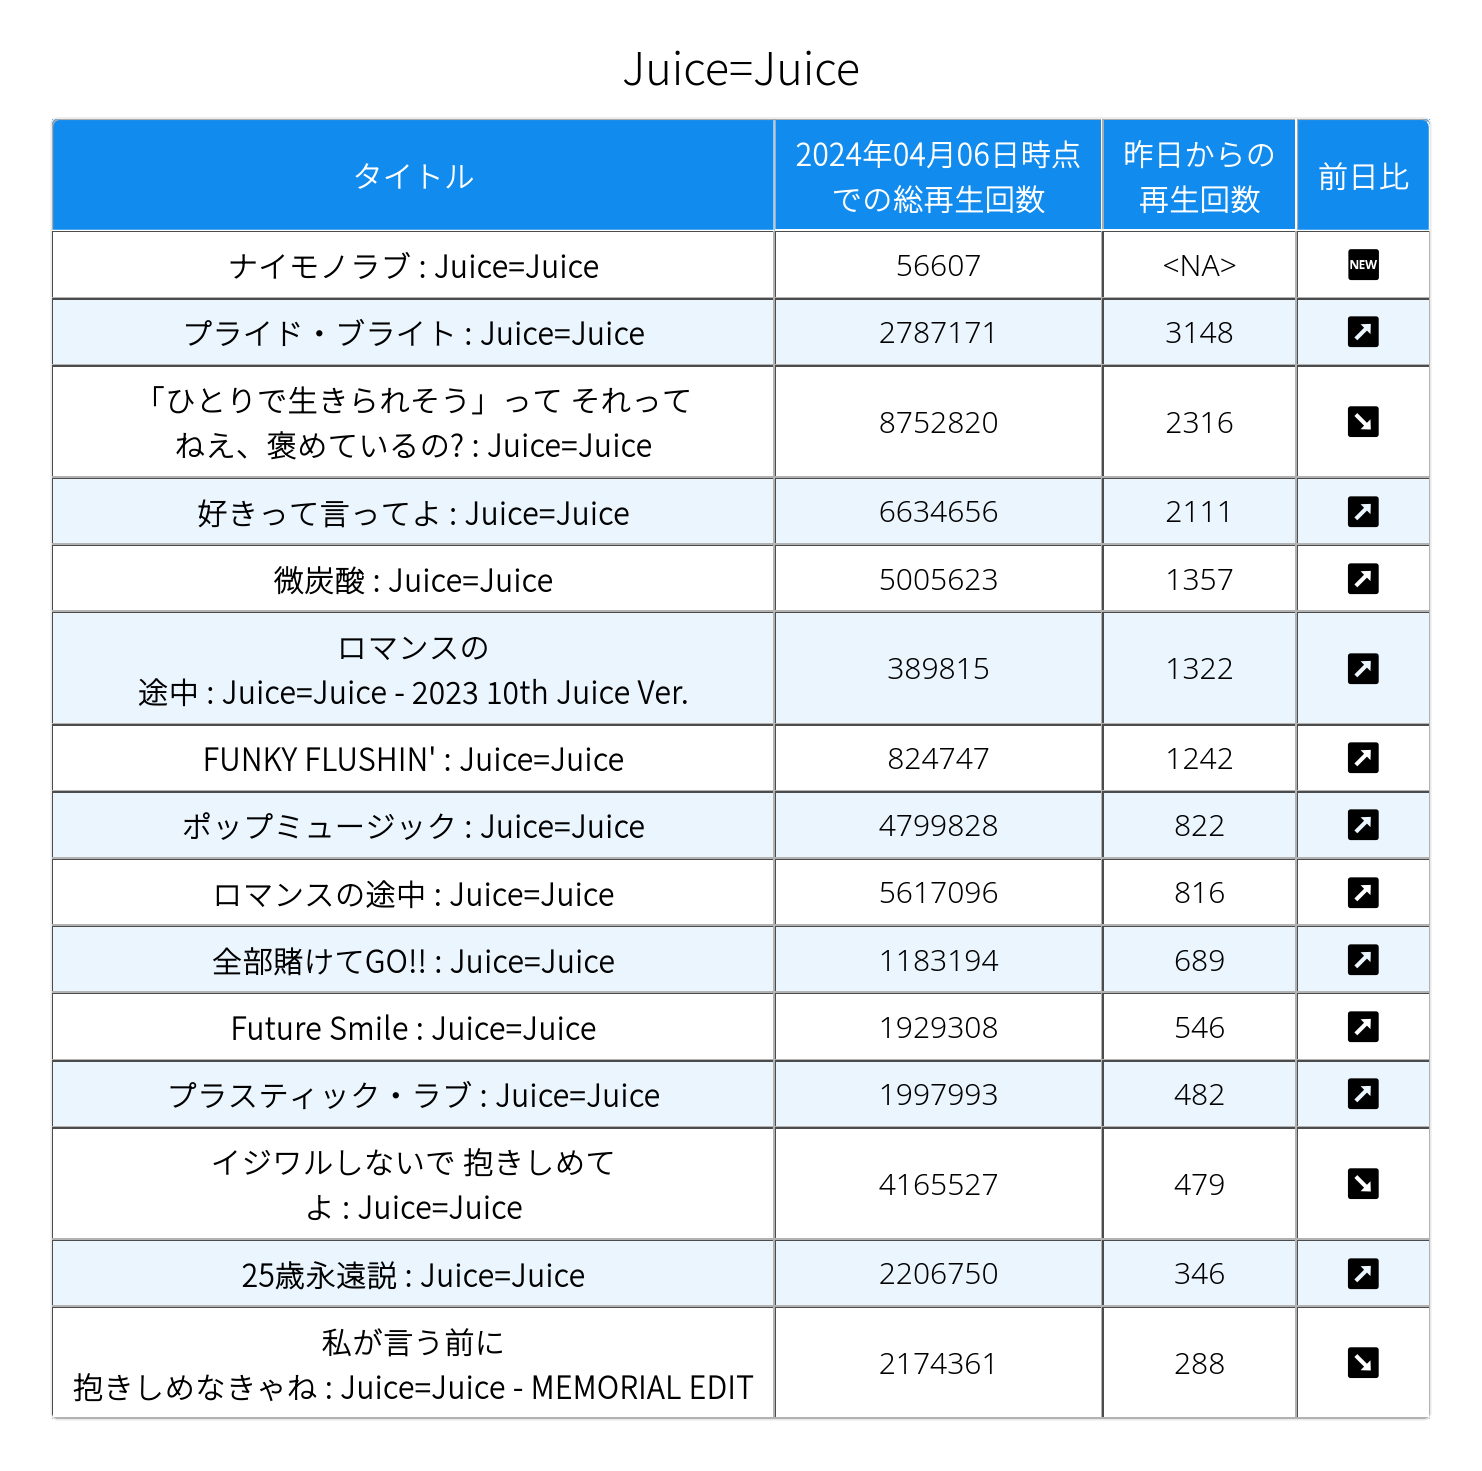 Juice=Juice
タイトル
2024年04月06日時点
での総再生回数
昨日からの
再生回数
前日比
ナイモノラブ : Juice=Juice
56607
<NA>
NEW
プライド・ブライト : Juice=Juice
2787171
3148
「ひとりで生きられそう」って それって
ねえ、褒めているの? : Juice=Juice
8752820
2316
好きって言ってよ : Juice=Juice
6634656
2111
微炭酸 : Juice=Juice
5005623
1357
ロマンスの
途中 : Juice=Juice - 2023 10th Juice Ver.
389815
1322
FUNKY FLUSHIN' : Juice=Juice
824747
1242
ポップミュージック : Juice=Juice
4799828
822
ロマンスの途中 : Juice=Juice
5617096
816
全部賭けてGO!! : Juice=Juice
1183194
689
Future Smile : Juice=Juice
1929308
546
プラスティック・ラブ : Juice=Juice
1997993
482
イジワルしないで 抱きしめて
よ : Juice=Juice
4165527
479
25歳永遠説 : Juice=Juice
2206750
346
私が言う前に
抱きしめなきゃね : Juice=Juice - MEMORIAL EDIT
2174361
288